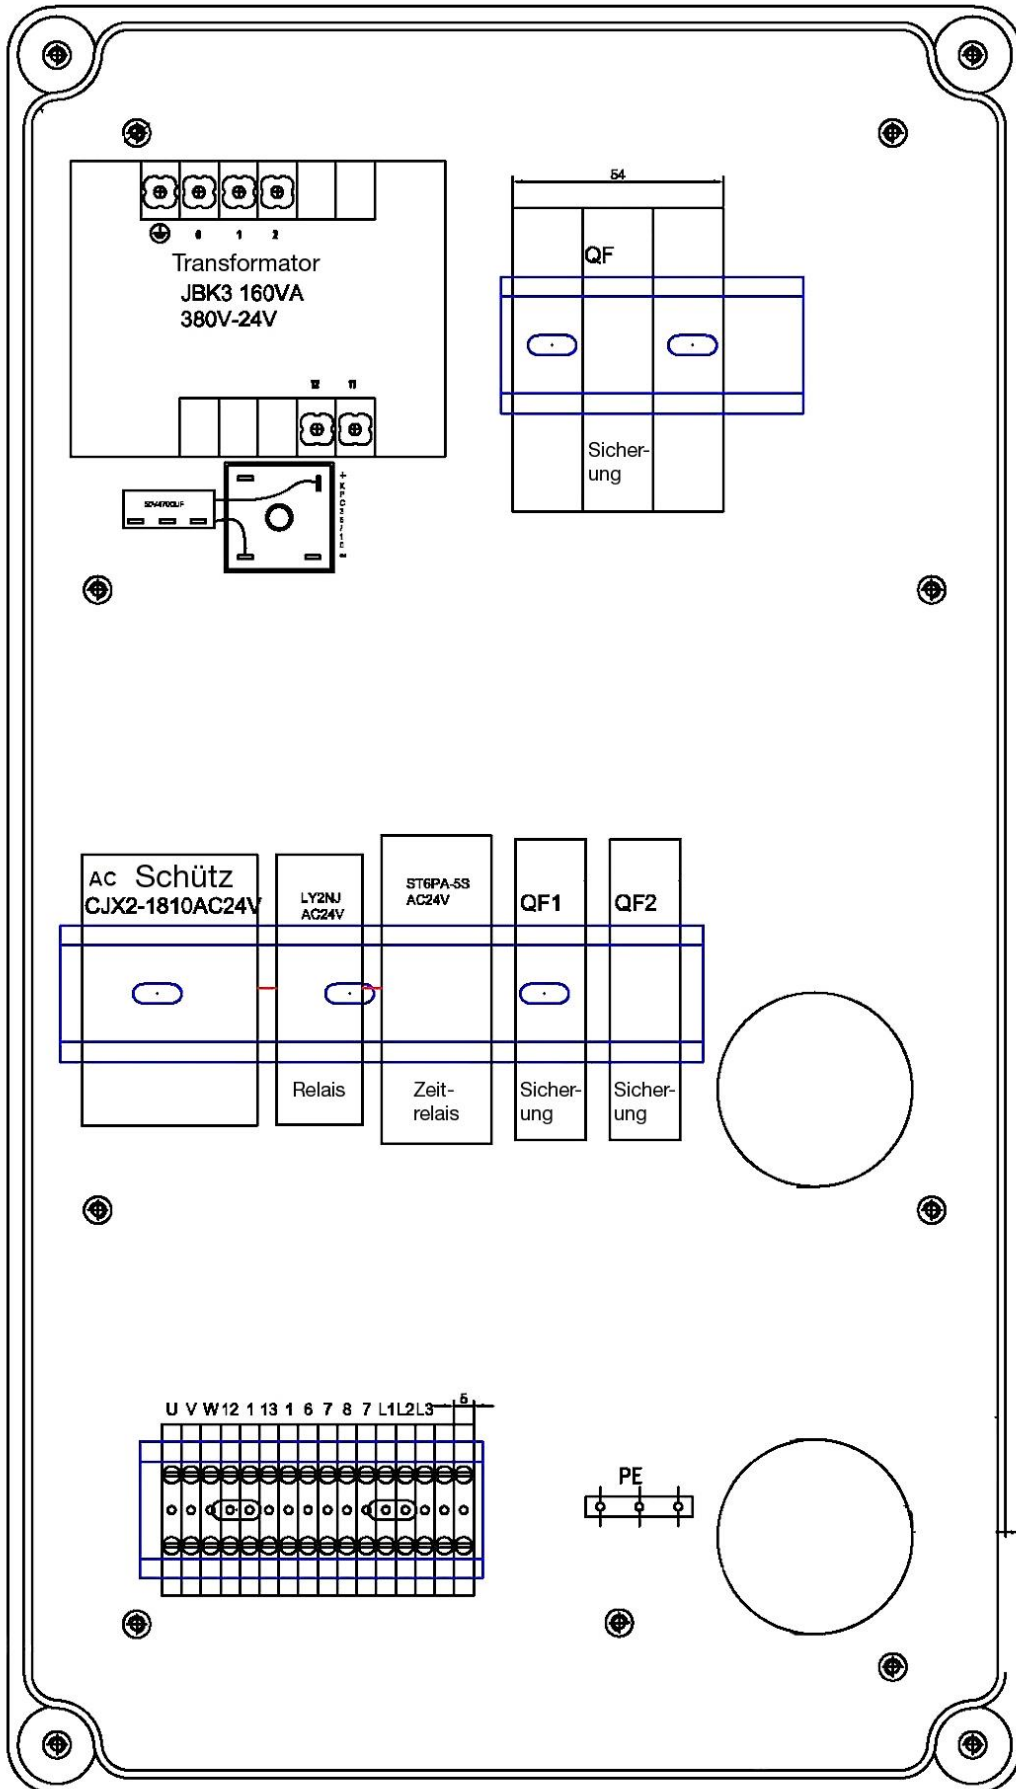 54
0 1 2
Transformator
JBK3 160VA
380V-24V
QF
12 11
Sicher-
ung
50V4700UF
AC Schütz
CJX2-1810AC24V
LY2NJ
AC24V
ST6PA-5S
AC24V
QF1
QF2
Relais
Zeit-
relais
Sicher-
ung
Sicher-
ung
U V W 12 1 13 1 6 7 8 7 L1 L2 L3
5
PE